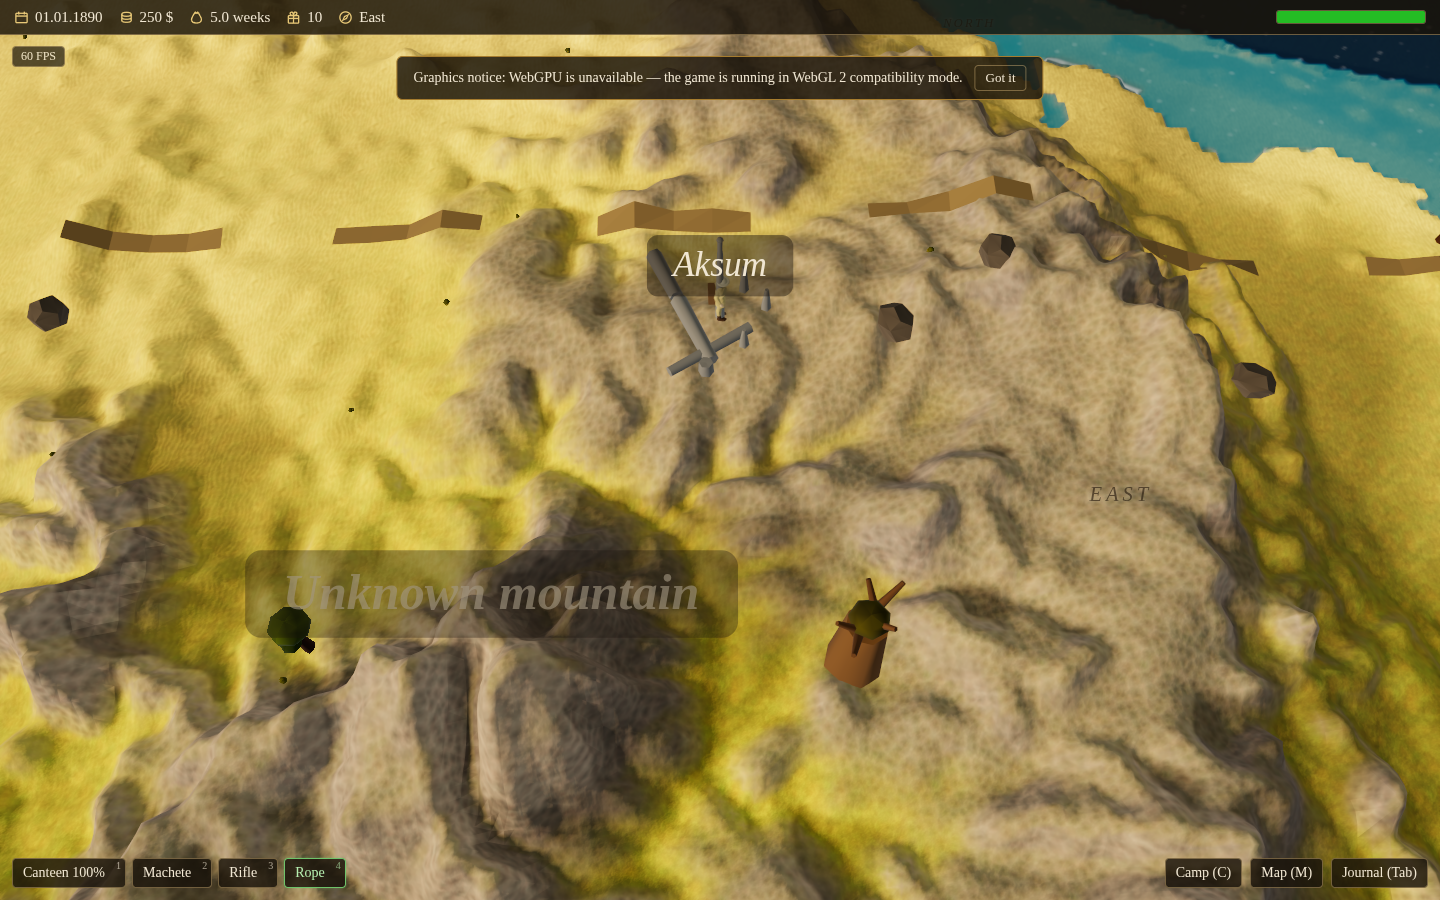 01.01.1890 250 $ 5.0 weeks 10 East
NORTH
60 FPS
Graphics notice: WebGPU is unavailable — the game is running in WebGL 2 compatibility mode. Got it
Aksum
EAST
Unknown mountain
Canteen 100% 1 Machete 2 Rifle 3 Rope 4
Camp (C) Map (M) Journal (Tab)